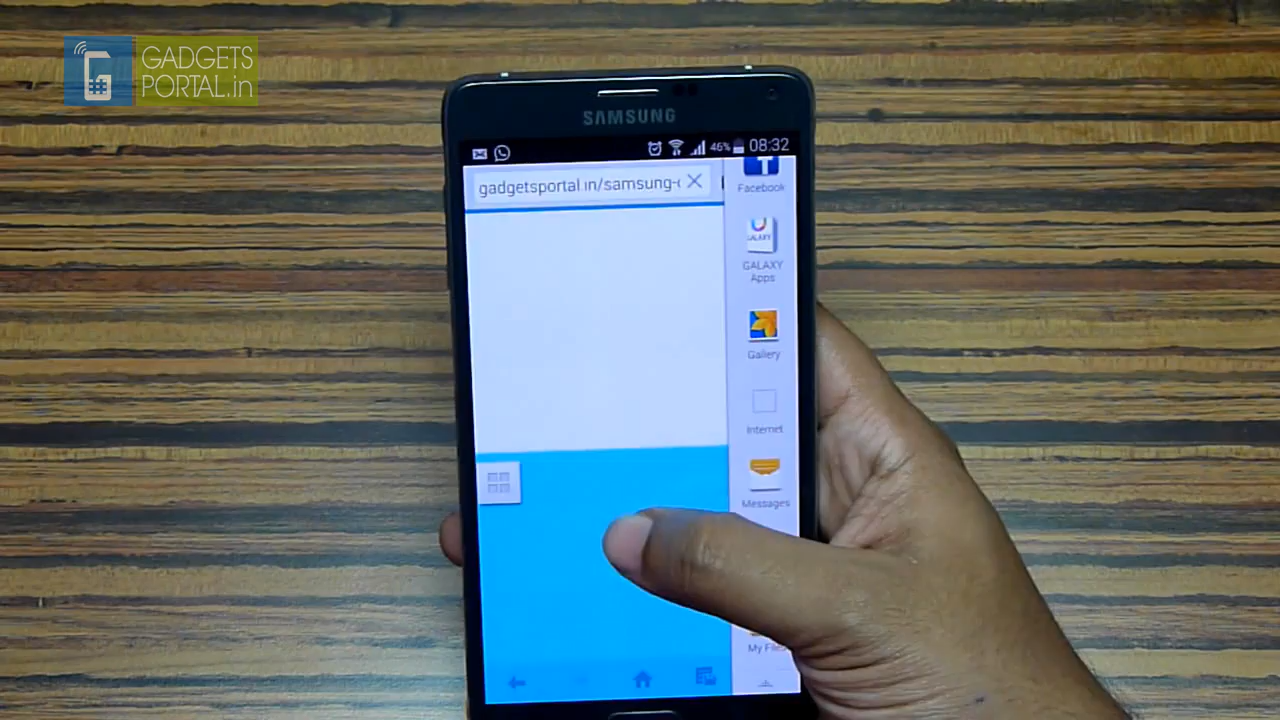 GADGETS
PORTAL.in
SAMSUNG
46% 08:32
gadgetsportal.in/samsung-
Facebook
GALAXY
GALAXY
Apps
Gallery
Internet
Messages
My Files